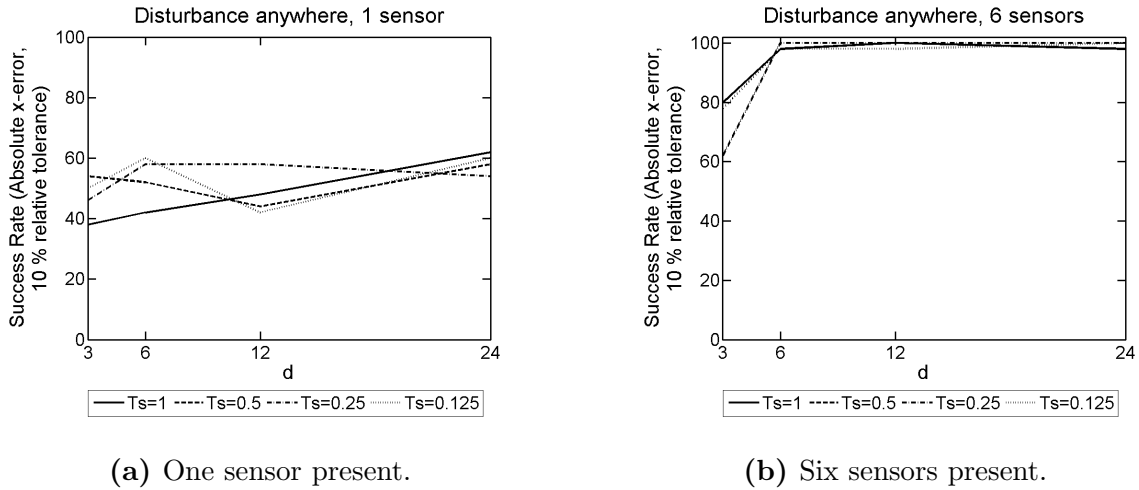 Disturbance anywhere, 1 sensor
Success Rate (Absolute x-error,
10 % relative tolerance)
100
80
60
40
20
0
3
6
12
24
d
Ts=1
Ts=0.5
Ts=0.25
Ts=0.125
(a) One sensor present.
Disturbance anywhere, 6 sensors
Success Rate (Absolute x-error,
10 % relative tolerance)
100
80
60
40
20
0
3
6
12
24
d
Ts=1
Ts=0.5
Ts=0.25
Ts=0.125
(b) Six sensors present.